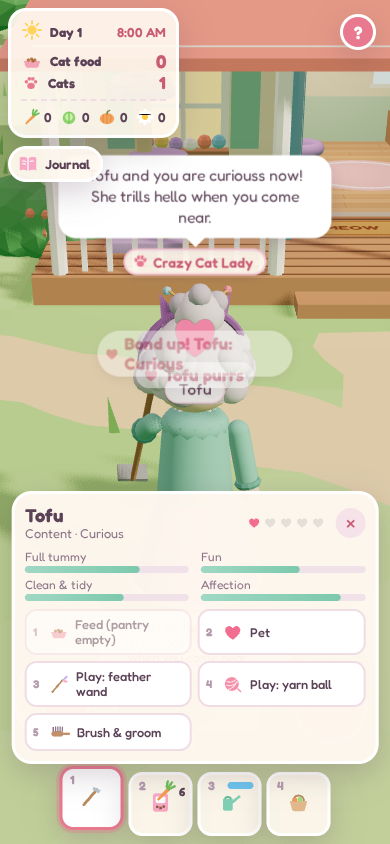 Day 1 8:00 AM
?
Cat food 0
Cats 1
0 0 0 0
Journal
ofu and you are curiouss now!
She trills hello when you come
near.
MEOW
Crazy Cat Lady
Bond up! Tofu:
Curious
Tofu purrs
Tofu
Tofu
Content · Curious
Full tummy Fun
Clean & tidy Affection
1 Feed (pantry
empty)
2 Pet
3 Play: feather
wand
4 Play: yarn ball
5 Brush & groom
1 2 6 3 4